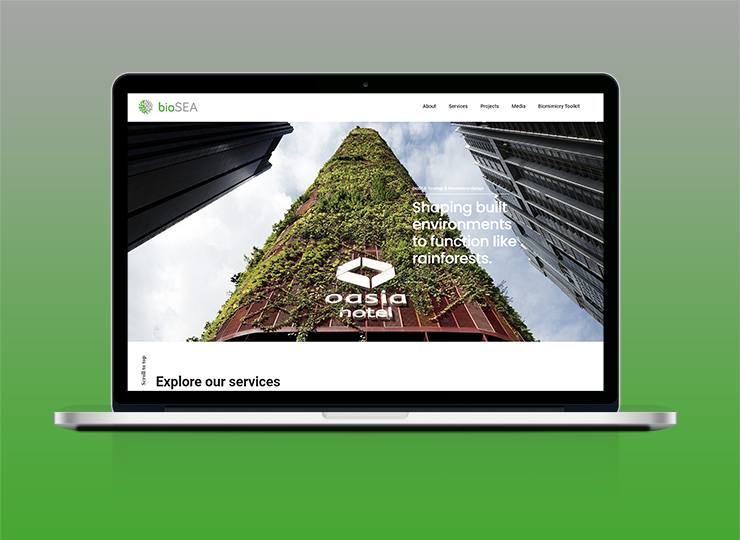 bioSEA
About Services Projects Media Biomimicry Toolkit
Shaping built
environments
to function like
rainforests.
oasia
hotel
Scroll to top
Explore our services